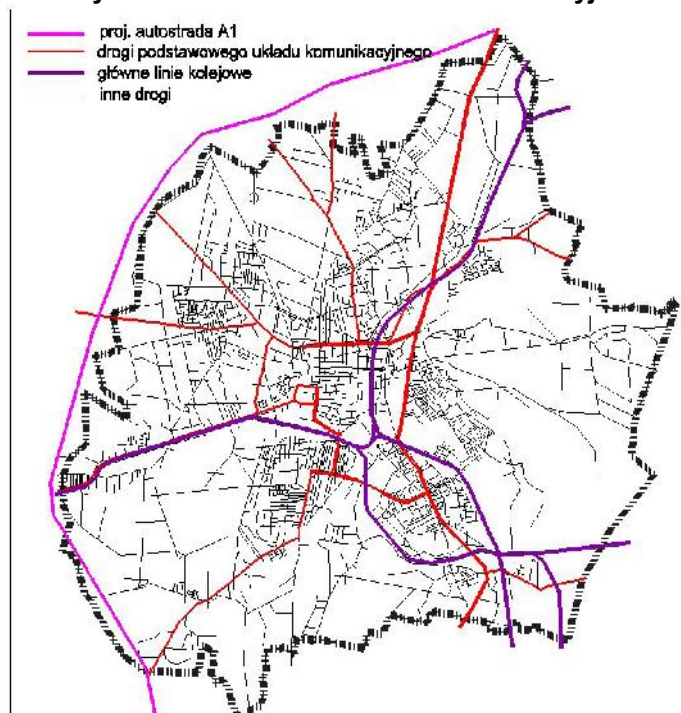 proj. autostrada A1
drogi podstawowego układu komunikacyjnego
główne linie kolejowe
inne drogi